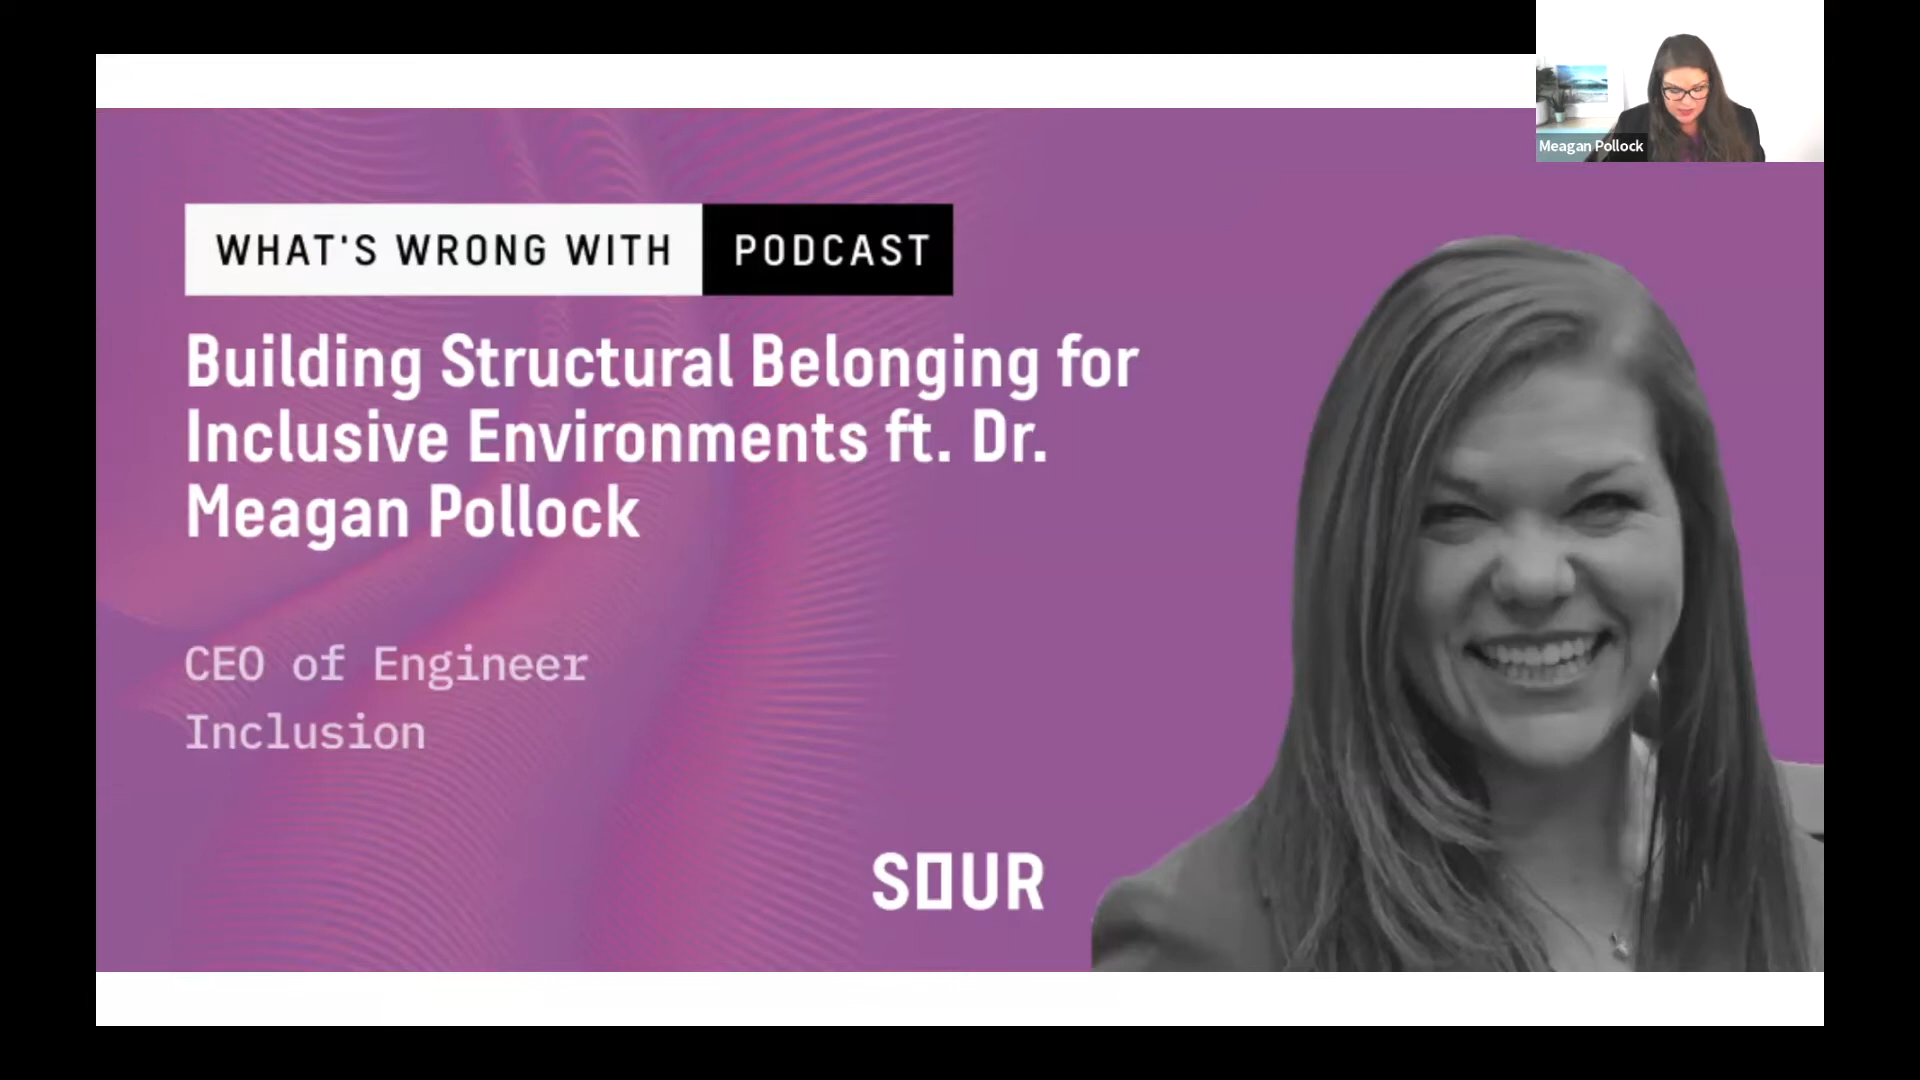 Meagan Pollock
WHAT'S WRONG WITH PODCAST
Building Structural Belonging for
Inclusive Environments ft. Dr.
Meagan Pollock
CEO of Engineer
Inclusion
SOUR